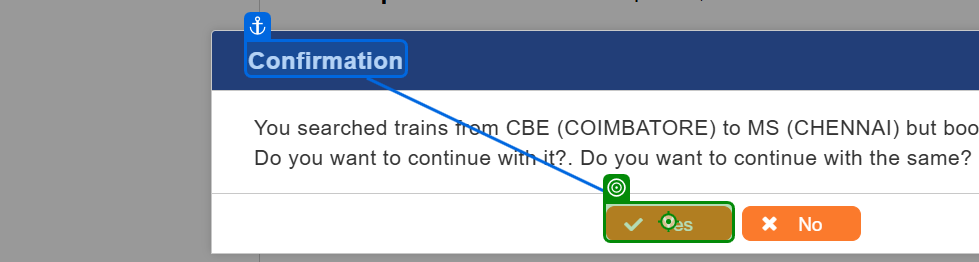 Confirmation
You searched trains from CBE (COIMBATORE) to MS (CHENNAI) but boo
Do you want to continue with it?. Do you want to continue with the same?
Yes No